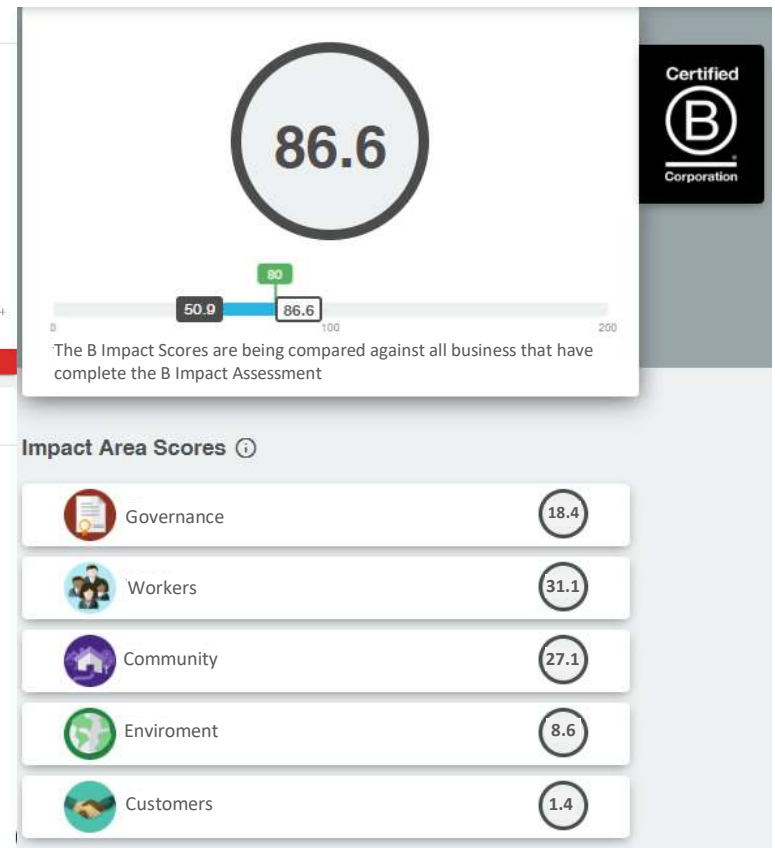 86.6
Certified
B
Corporation
80
50.9
86.6
0
100
200
The B Impact Scores are being compared against all business that have
complete the B Impact Assessment
Impact Area Scores
Governance
18.4
Workers
31.1
Community
27.1
Enviroment
8.6
Customers
1.4